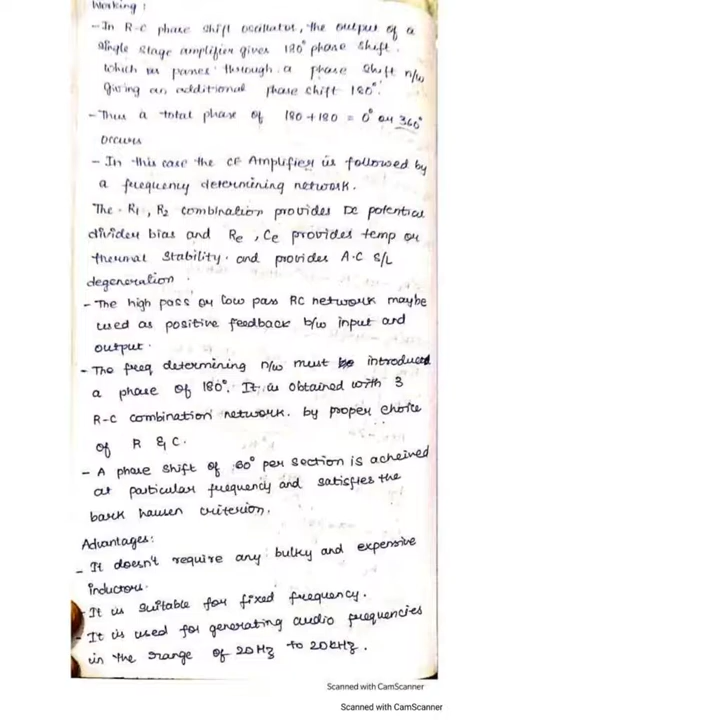 Working :
- In R-C phase shift oscillator, the output of a
single stage amplifier gives 180° phase shift.
which is passes through a phase shift n/w
giving an additional phase shift 180°.
- Thus a total phase of 180 + 180 = 0° or 360°
occurs
- In this case the CE Amplifier is followed by
a frequency determining network.
The R1, R2 combination provides DC potential
divider bias and Re, Ce provides temp or
thermal stability. and provides A.C S/L
degeneration.
- The high pass or low pass RC network maybe
used as positive feedback b/w input and
output.
- The freq determining n/w must be introduced
a phase of 180°. It is obtained with 3
R-C combination network. by proper choice
of R & C.
- A phase shift of 60° per section is acheived
at particular frequency and satisfies the
bark hausen criterion.
Advantages:
- It doesn't require any bulky and expensive
inductors.
- It is suitable for fixed frequency.
- It is used for generating audio frequencies
in the range of 20Hz to 20kHz.
Scanned with CamScanner
Scanned with CamScanner